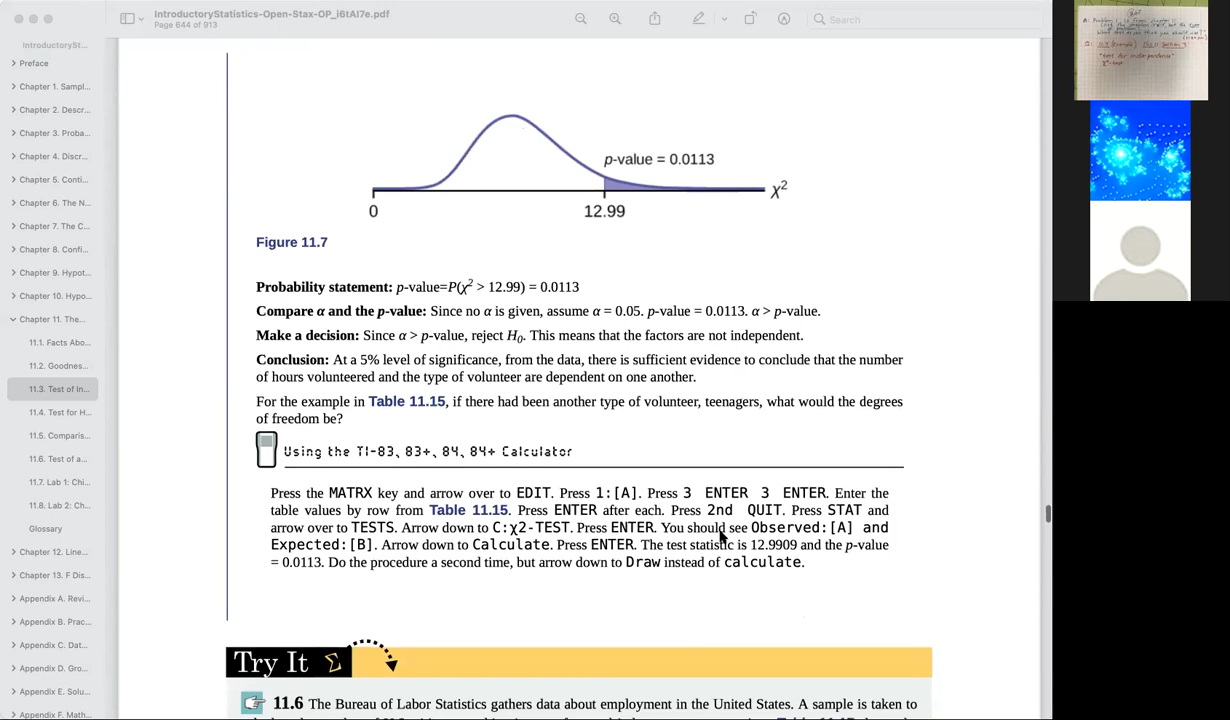 IntroductoryStatistics-Open-Stax-OP_i6tAI7e.pdf
Page 644 of 913
Search
IntroductorySt...
Preface
Chapter 1. Sampl...
Chapter 2. Descr...
Chapter 3. Proba...
Chapter 4. Discr...
Chapter 5. Conti...
Chapter 6. The N...
Chapter 7. The C...
Chapter 8. Confi...
Chapter 9. Hypot...
Chapter 10. Hypo...
Chapter 11. The...
11.1. Facts Abo...
11.2. Goodnes...
11.3. Test of In...
11.4. Test for H...
11.5. Comparis...
11.6. Test of a...
11.7. Lab 1: Chi...
11.8. Lab 2: Ch...
Glossary
Chapter 12. Line...
Chapter 13. F Dis...
Appendix A. Revi...
Appendix B. Prac...
Appendix C. Dat...
Appendix D. Gro...
Appendix E. Solu...
Appendix F. Math...
p-value = 0.0113
χ2
0
12.99
Figure 11.7
Probability statement: p-value=P(χ2 > 12.99) = 0.0113
Compare α and the p-value: Since no α is given, assume α = 0.05. p-value = 0.0113. α > p-value.
Make a decision: Since α > p-value, reject H0. This means that the factors are not independent.
Conclusion: At a 5% level of significance, from the data, there is sufficient evidence to conclude that the number
of hours volunteered and the type of volunteer are dependent on one another.
For the example in Table 11.15, if there had been another type of volunteer, teenagers, what would the degrees
of freedom be?
Using the TI-83, 83+, 84, 84+ Calculator
Press the MATRX key and arrow over to EDIT. Press 1:[A]. Press 3 ENTER 3 ENTER. Enter the
table values by row from Table 11.15. Press ENTER after each. Press 2nd QUIT. Press STAT and
arrow over to TESTS. Arrow down to C:χ2-TEST. Press ENTER. You should see Observed:[A] and
Expected:[B]. Arrow down to Calculate. Press ENTER. The test statistic is 12.9909 and the p-value
= 0.0113. Do the procedure a second time, but arrow down to Draw instead of calculate.
Try It Σ
11.6 The Bureau of Labor Statistics gathers data about employment in the United States. A sample is taken to